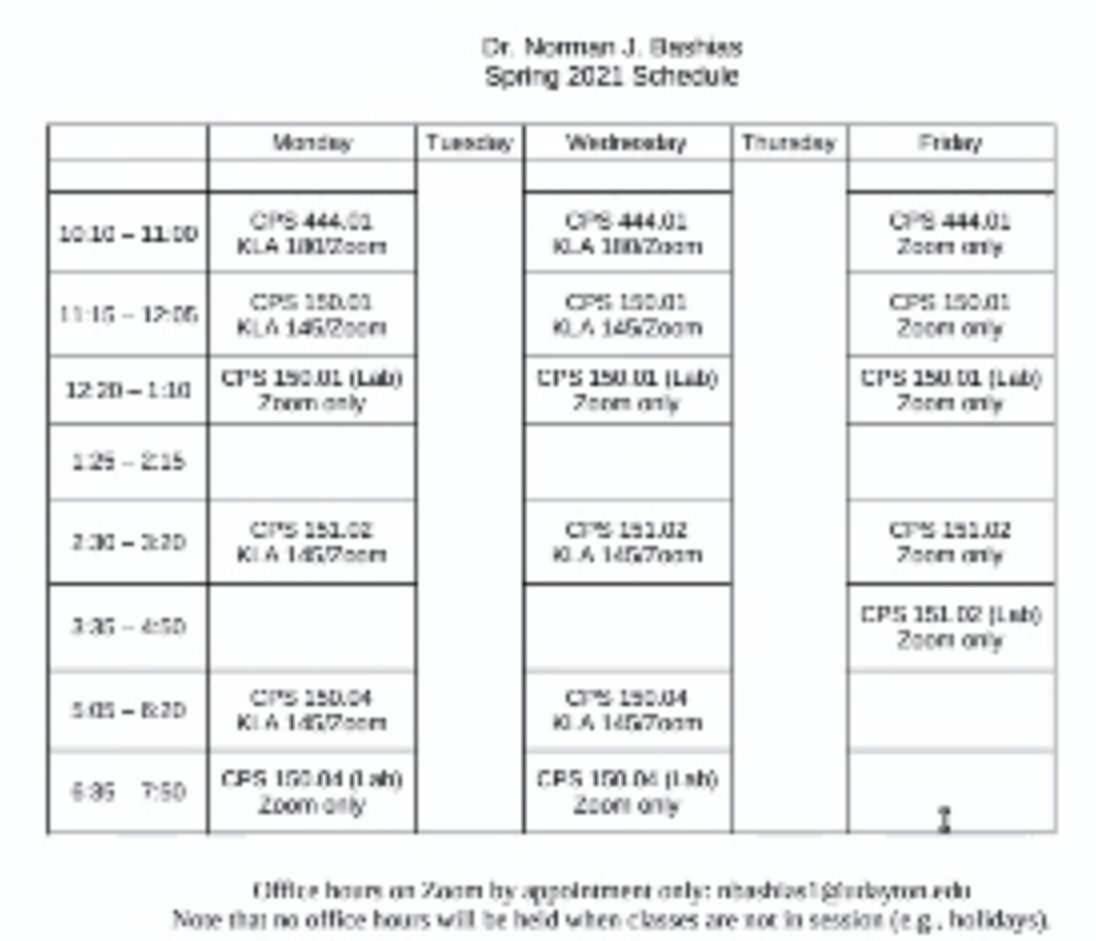 Dr. Norman J. Bashias
Spring 2021 Schedule
Monday Tuesday Wednesday Thursday Friday
10:10 – 11:00
CPS 444.01
KLA 180/Zoom
CPS 444.01
KLA 180/Zoom
CPS 444.01
Zoom only
11:15 – 12:05
CPS 150.01
KLA 145/Zoom
CPS 150.01
KLA 145/Zoom
CPS 150.01
Zoom only
12:20 – 1:10
CPS 150.01 (Lab)
Zoom only
CPS 150.01 (Lab)
Zoom only
CPS 150.01 (Lab)
Zoom only
1:25 – 2:15
2:30 – 3:20
CPS 151.02
KLA 145/Zoom
CPS 151.02
KLA 145/Zoom
CPS 151.02
Zoom only
3:35 – 4:50
CPS 151.02 (Lab)
Zoom only
5:05 – 6:20
CPS 150.04
KLA 145/Zoom
CPS 150.04
KLA 145/Zoom
6:35 – 7:50
CPS 150.04 (Lab)
Zoom only
CPS 150.04 (Lab)
Zoom only
Office hours on Zoom by appointment only: nbashias1@udayton.edu
Note that no office hours will be held when classes are not in session (e.g., holidays).